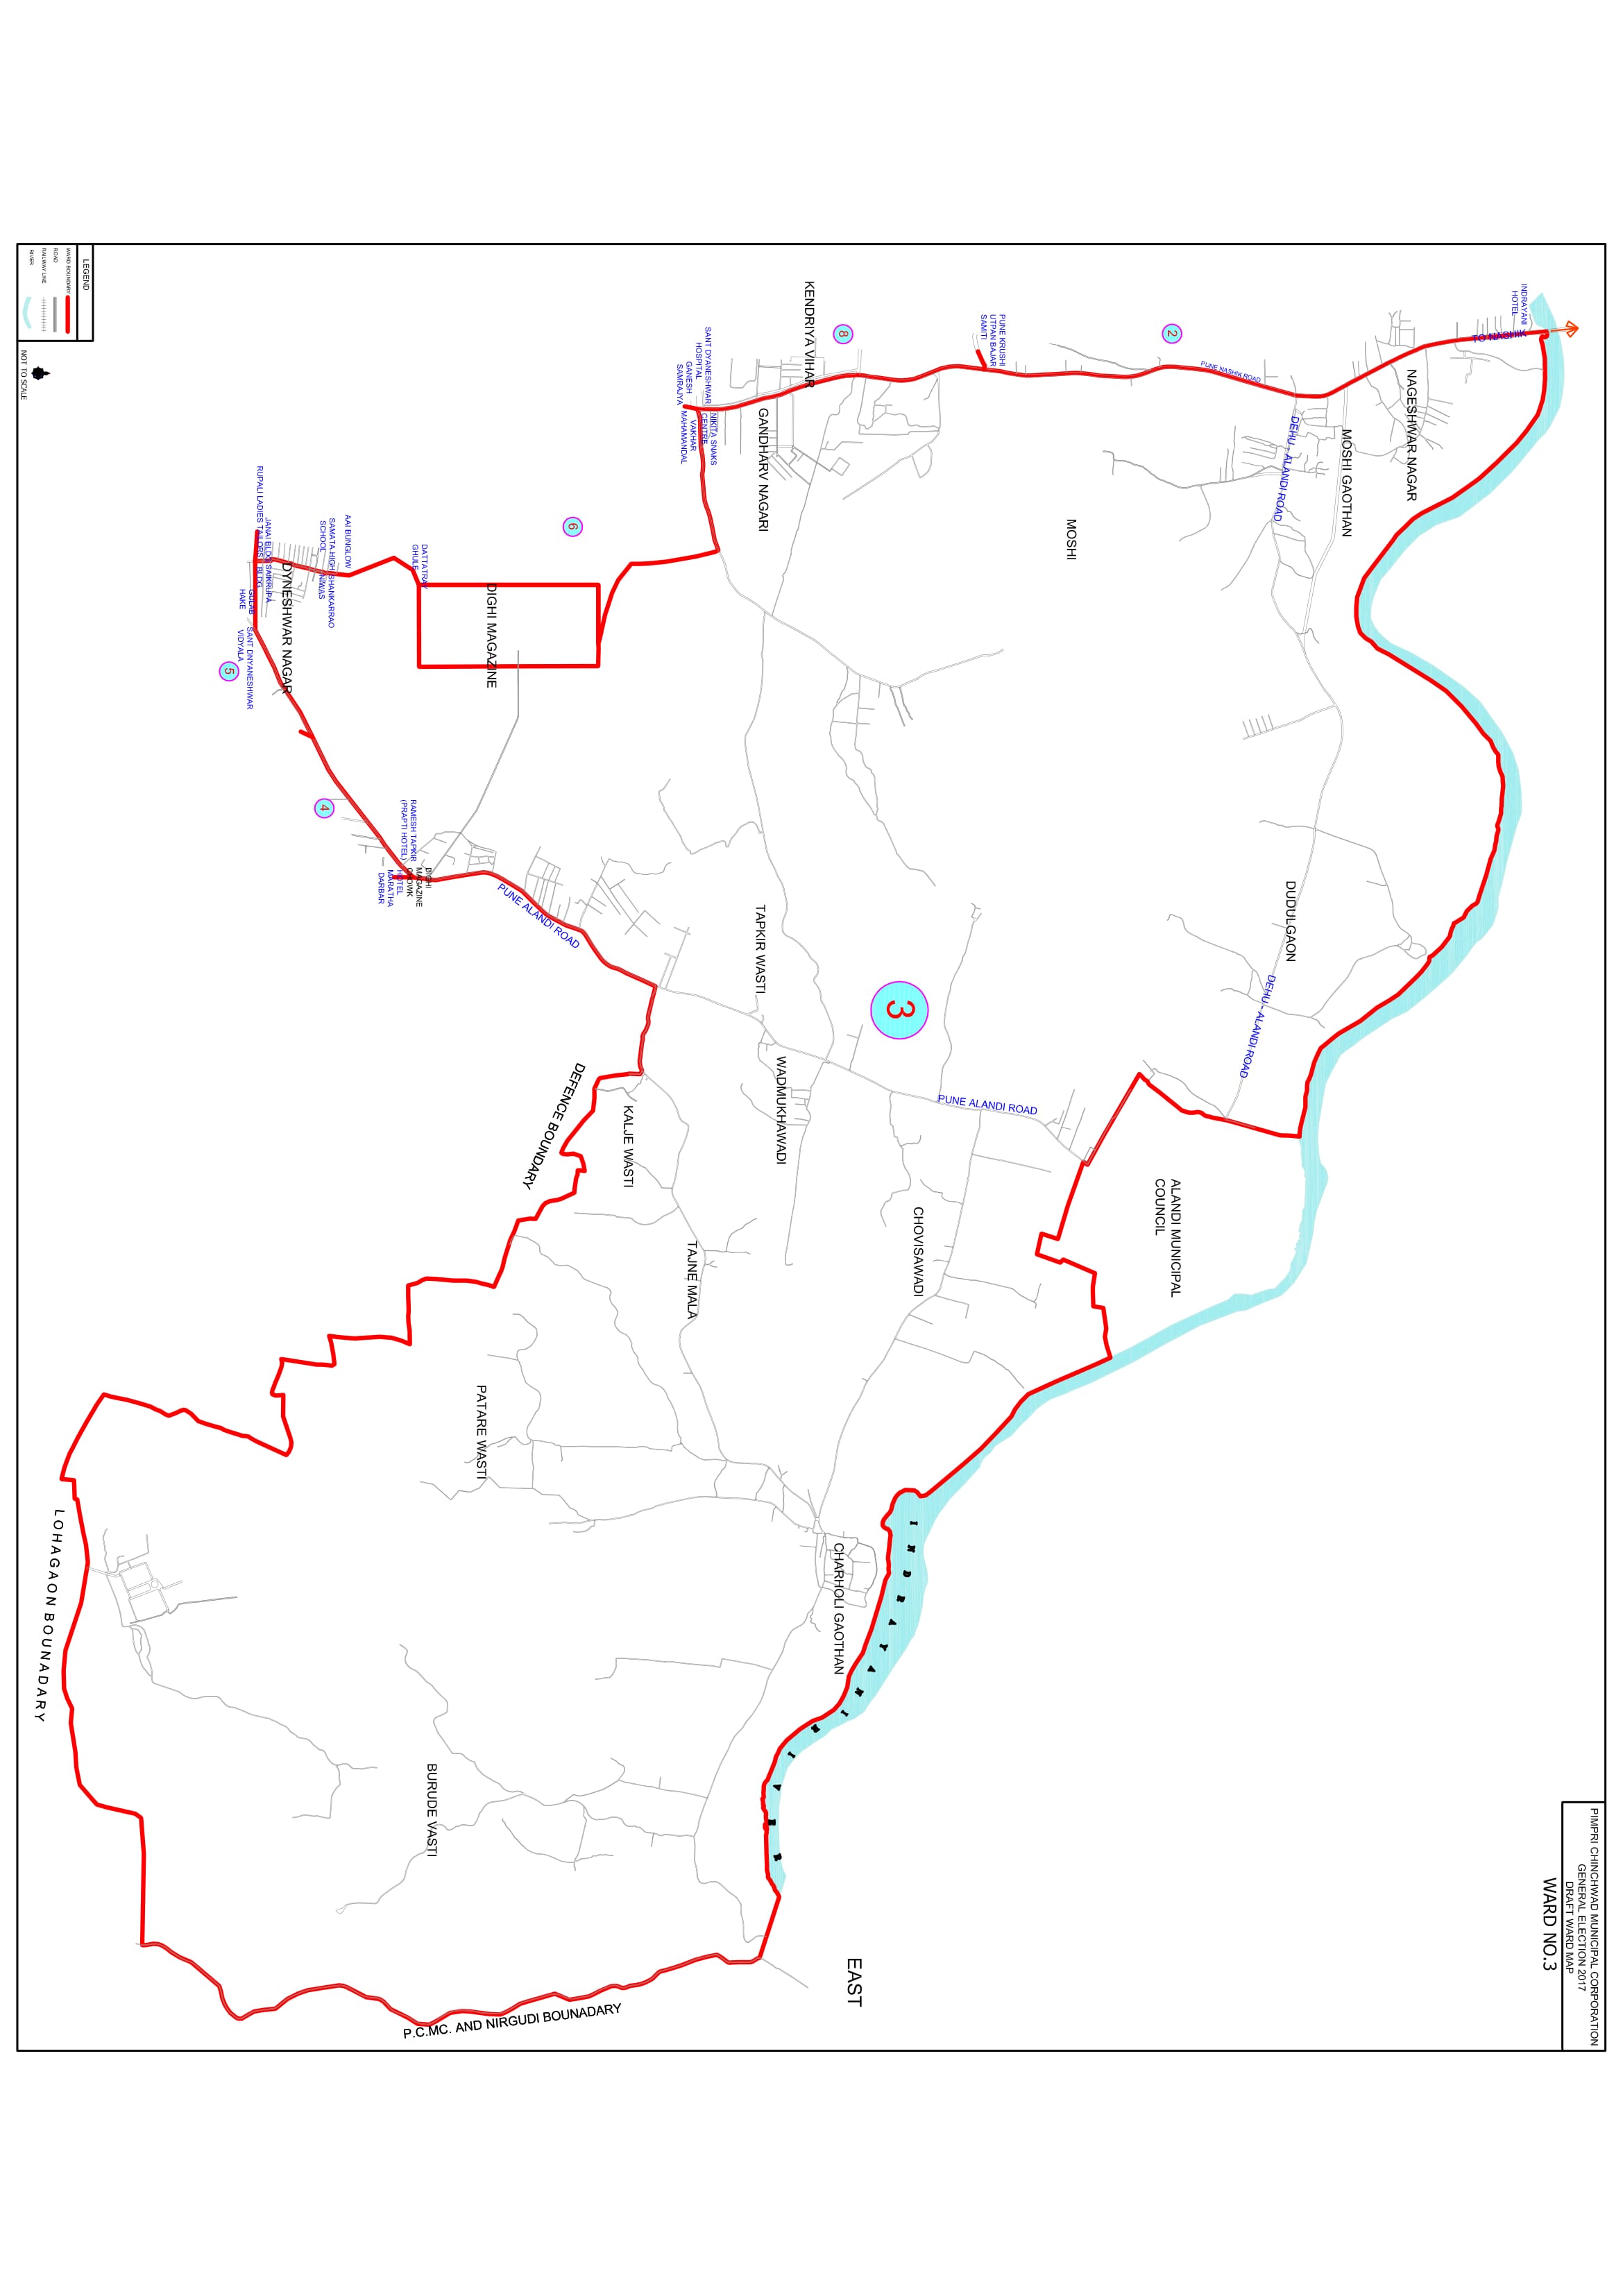 PIMPRI CHINCHWAD MUNICIPAL CORPORATION
GENERAL ELECTION 2017
DRAFT WARD MAP
WARD NO.3
INDRAYANI
HOTEL
TO NASHIK
NAGESHWAR NAGAR
MOSHI GAOTHAN
DEHU - ALANDI ROAD
PUNE NASHIK ROAD
2
MOSHI
PUNE KRUSHI
UTPAN BAJAR
SAMITI
8
KENDRIYA VIHAR
GANDHARV NAGARI
SANT DYANESHWAR
HOSPITAL
GANESH
SAMRAJYA
NIKITA SNAKS
CENTRE
VAKHAR
MAHAMANDAL
6
DIGHI MAGAZINE
DATTATRAY
GHULE
AAI BUNGLOW
SAMATA HIGH
SCHOOL
SHANKARRAO
NIWAS
DYNESHWAR NAGAR
JANAI BLDG
SAIKRUPA
BLDG
RUPALI LADIES TAILORS
GULAB
HAKE
SANT DNYANESHWAR
VIDYALA
5
4
RAMESH TAPKIR
(PRAPTI HOTEL)
DIGHI
MAGAZINE
CHOWK
HOTEL
MARATHA
DARBAR
PUNE ALANDI ROAD
DUDULGAON
DEHU - ALANDI ROAD
TAPKIR WASTI
3
WADMUKHAWADI
PUNE ALANDI ROAD
ALANDI MUNICIPAL
COUNCIL
CHOVISAWADI
KALJE WASTI
DEFENCE BOUNDARY
TAJNE MALA
PATARE WASTI
CHARHOLI GAOTHAN
INDRAYANI RIVER
LOHAGAON BOUNADARY
BURUDE VASTI
EAST
P.C.MC. AND NIRGUDI BOUNADARY
LEGEND
WARD BOUNDARY
ROAD
RAILWAY LINE
RIVER
NOT TO SCALE